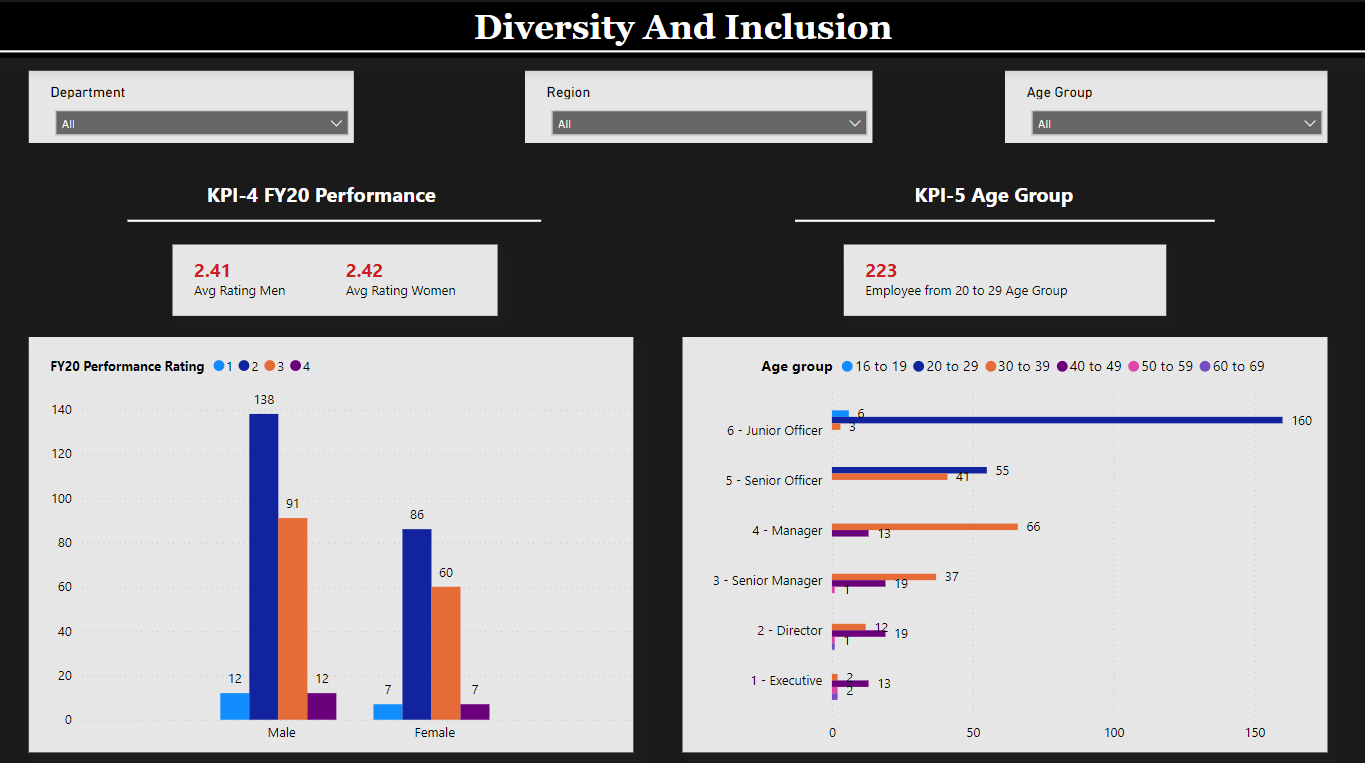 Diversity And Inclusion
Department
All
Region
All
Age Group
All
KPI-4 FY20 Performance
2.41
Avg Rating Men
2.42
Avg Rating Women
FY20 Performance Rating 1 2 3 4
140
120
100
80
60
40
20
0
12
138
91
12
7
86
60
7
Male
Female
KPI-5 Age Group
223
Employee from 20 to 29 Age Group
Age group 16 to 19 20 to 29 30 to 39 40 to 49 50 to 59 60 to 69
6 - Junior Officer
6
160
3
5 - Senior Officer
55
41
4 - Manager
66
13
3 - Senior Manager
37
19
1
2 - Director
12
19
1
1 - Executive
2
13
2
0 50 100 150